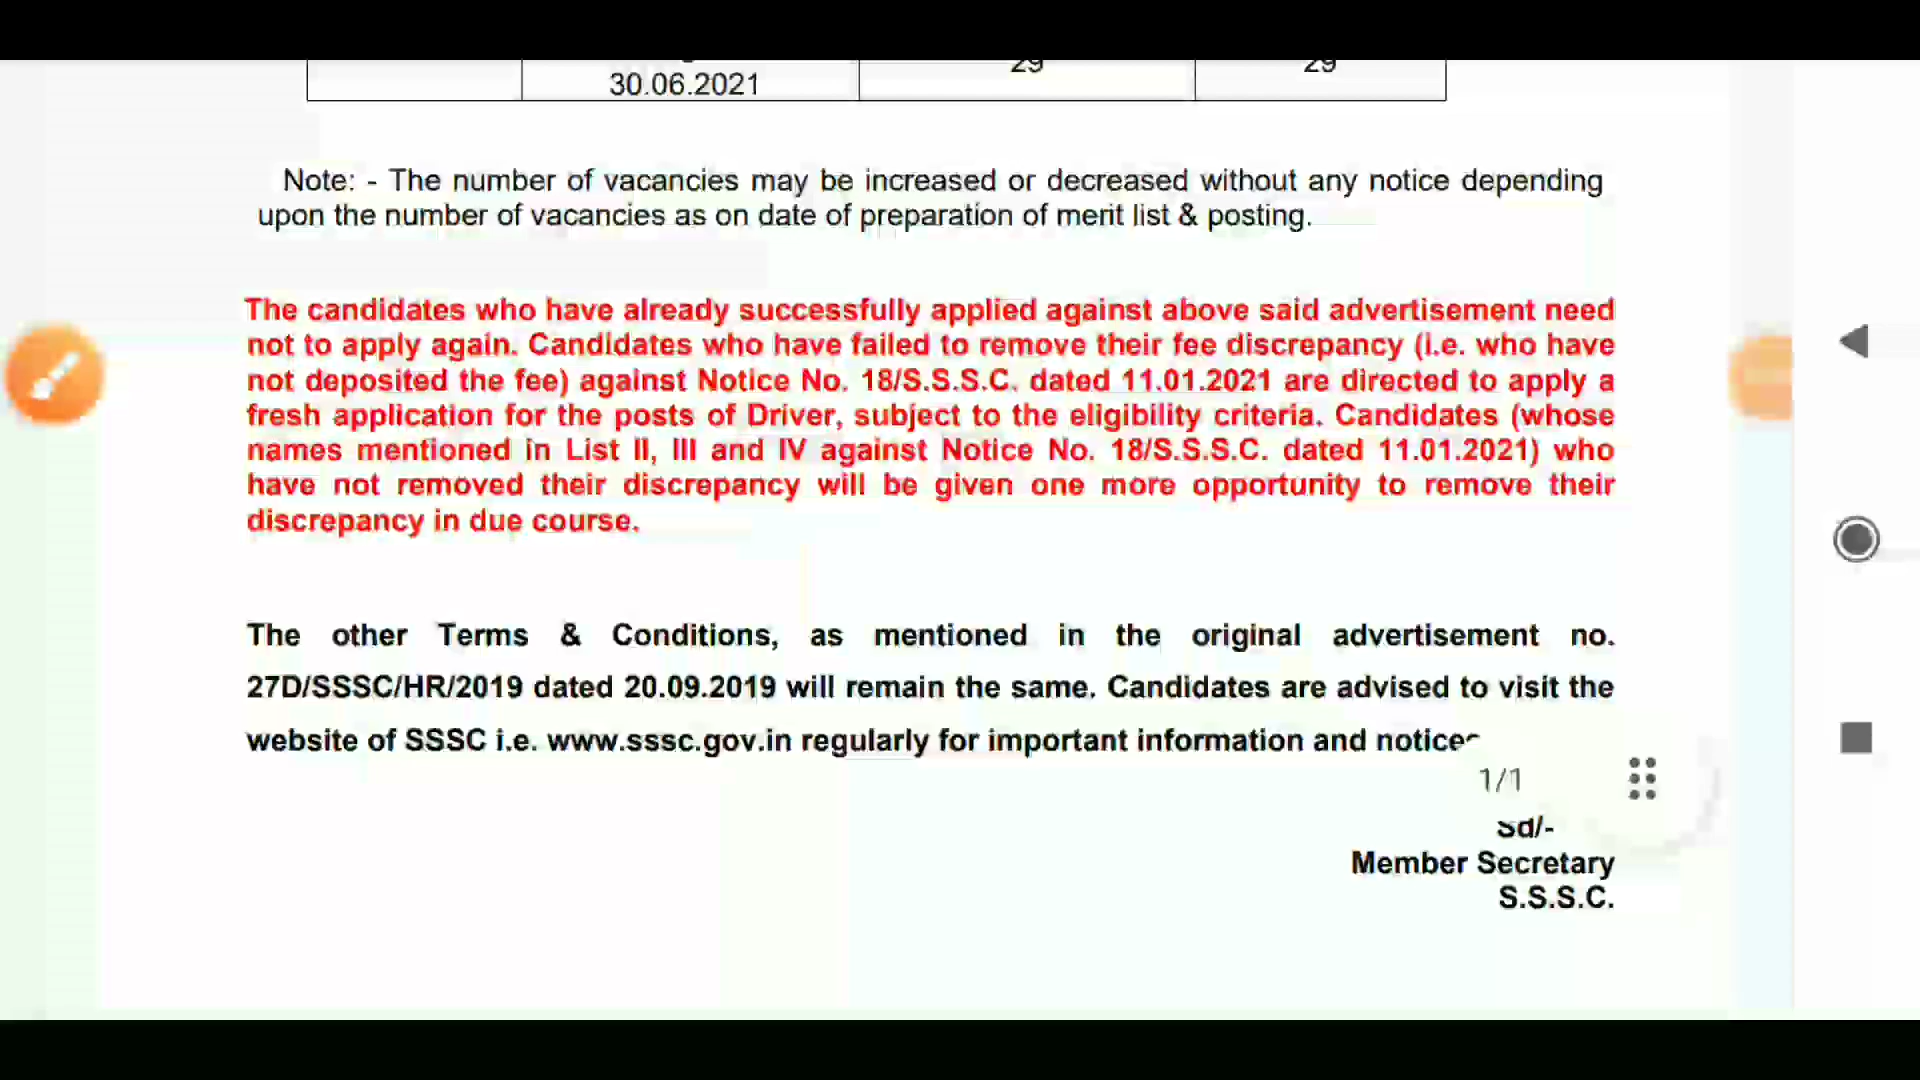 29 29
30.06.2021
Note: - The number of vacancies may be increased or decreased without any notice depending
upon the number of vacancies as on date of preparation of merit list & posting.
The candidates who have already successfully applied against above said advertisement need
not to apply again. Candidates who have failed to remove their fee discrepancy (i.e. who have
not deposited the fee) against Notice No. 18/S.S.S.C. dated 11.01.2021 are directed to apply a
fresh application for the posts of Driver, subject to the eligibility criteria. Candidates (whose
names mentioned in List II, III and IV against Notice No. 18/S.S.S.C. dated 11.01.2021) who
have not removed their discrepancy will be given one more opportunity to remove their
discrepancy in due course.
The other Terms & Conditions, as mentioned in the original advertisement no.
27D/SSSC/HR/2019 dated 20.09.2019 will remain the same. Candidates are advised to visit the
website of SSSC i.e. www.sssc.gov.in regularly for important information and notices
1/1
Sd/-
Member Secretary
S.S.S.C.